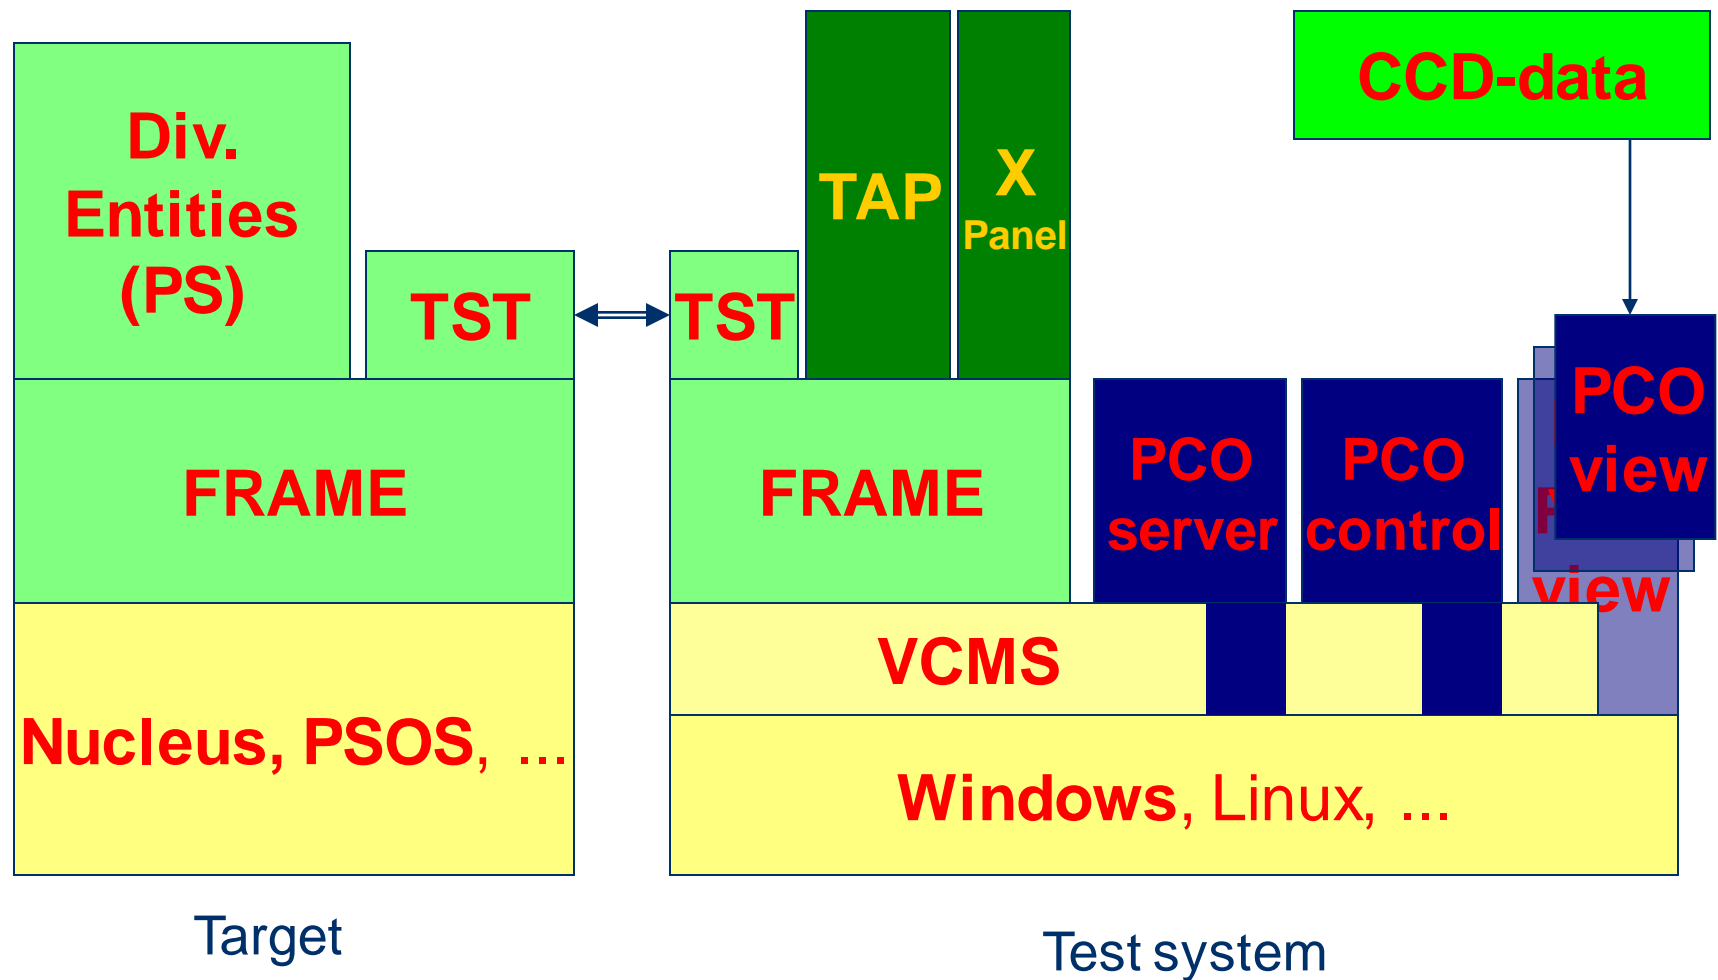 Div.
Entities
(PS)
TST
FRAME
Nucleus, PSOS, ...
Target
TST
TAP
X
Panel
FRAME
PCO
server
PCO
control
CCD-data
PCO
view
view
VCMS
Windows, Linux, ...
Test system